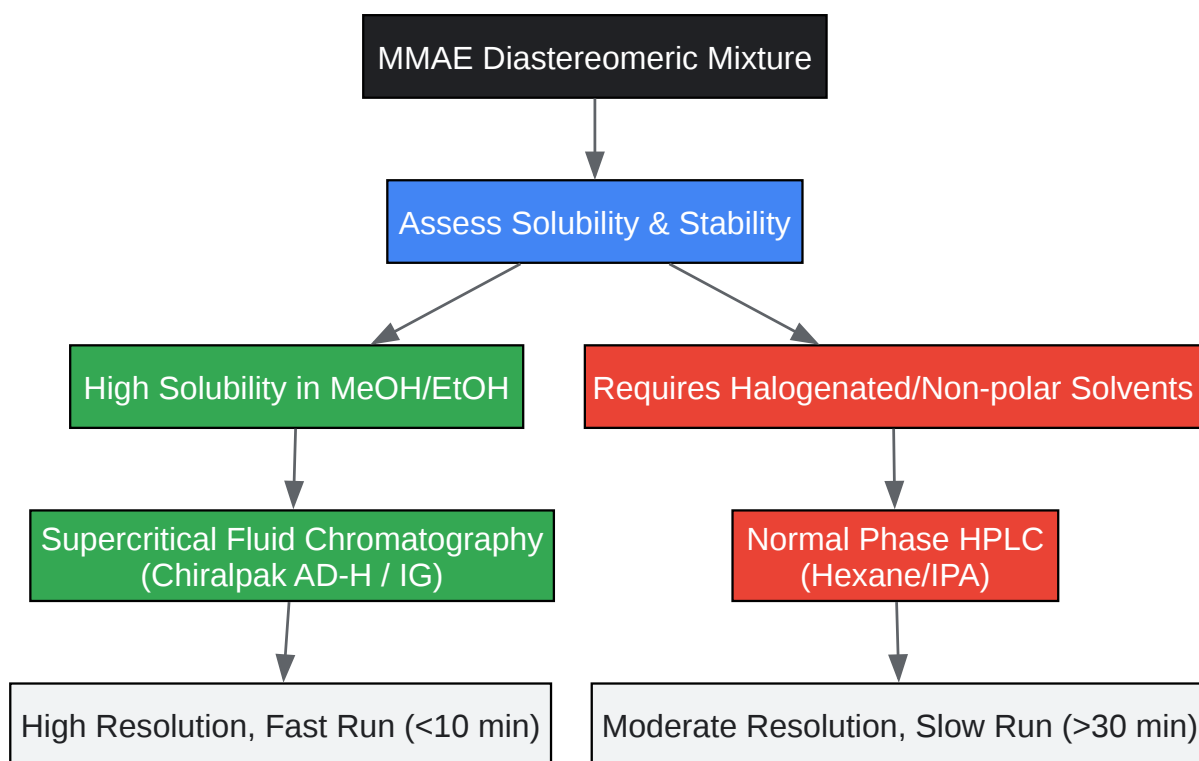 MMAE Diastereomeric Mixture
Assess Solubility & Stability
High Solubility in MeOH/EtOH
Requires Halogenated/Non-polar Solvents
Supercritical Fluid Chromatography
(Chiralpak AD-H / IG)
Normal Phase HPLC
(Hexane/IPA)
High Resolution, Fast Run (<10 min)
Moderate Resolution, Slow Run (>30 min)